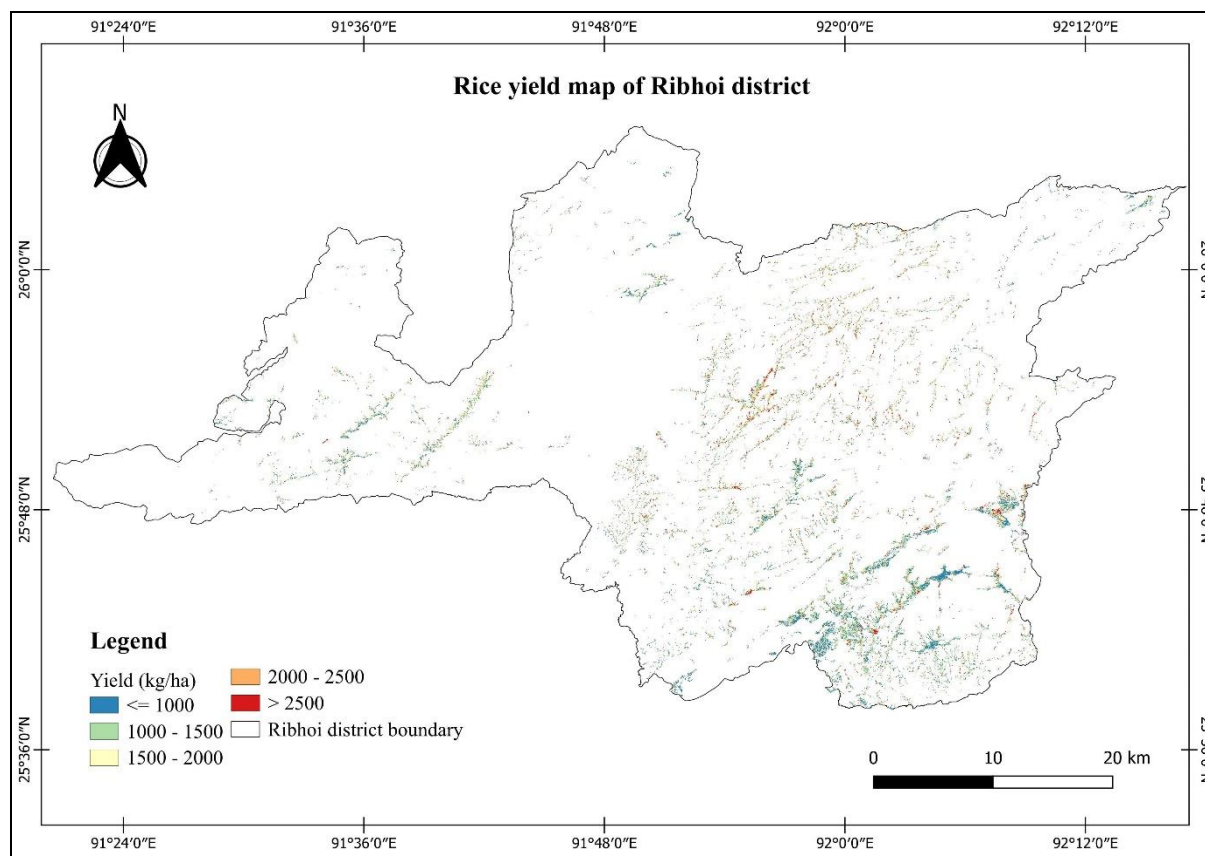 91°24′0″E 91°36′0″E 91°48′0″E 92°0′0″E 92°12′0″E
Rice yield map of Ribhoi district
N
26°0′0″N
25°48′0″N
25°36′0″N
Legend
Yield (kg/ha)
<= 1000
1000 - 1500
1500 - 2000
2000 - 2500
> 2500
Ribhoi district boundary
0 10 20 km
91°24′0″E 91°36′0″E 91°48′0″E 92°0′0″E 92°12′0″E